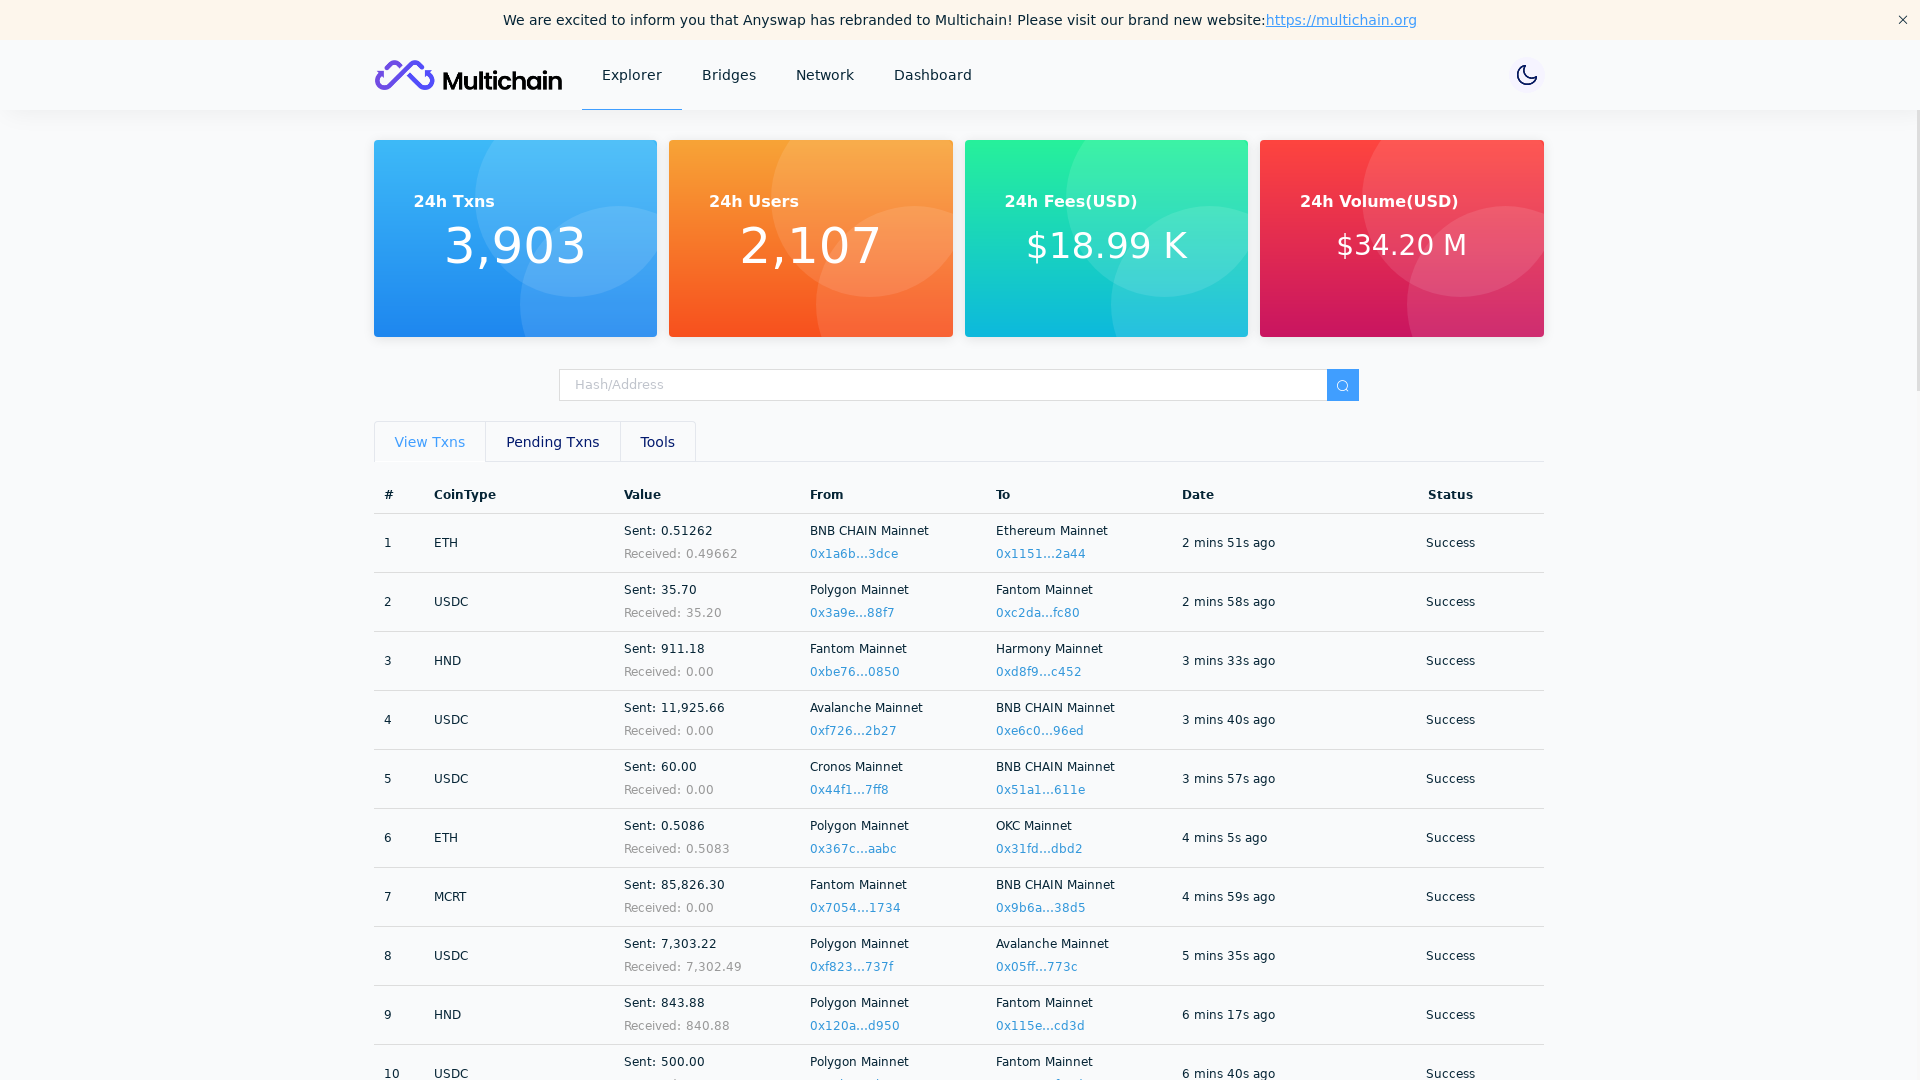 We are excited to inform you that Anyswap has rebranded to Multichain! Please visit our brand new website:https://multichain.org
Multichain Explorer Bridges Network Dashboard
24h Txns 24h Users 24h Fees(USD) 24h Volume(USD)
3,903 2,107 $18.99 K $34.20 M
Hash/Address
View Txns Pending Txns Tools
# CoinType Value From To Date Status
Sent: 0.51262 BNB CHAIN Mainnet Ethereum Mainnet
1 ETH 2 mins 51s ago Success
Received: 0.49662 0x1a6b...3dce 0x1151...2a44
Sent: 35.70 Polygon Mainnet Fantom Mainnet
2 USDC 2 mins 58s ago Success
Received: 35.20 0x3a9e...88f7 0xc2da...fc80
Sent: 911.18 Fantom Mainnet Harmony Mainnet
3 HND 3 mins 33s ago Success
Received: 0.00 0xbe76...0850 0xd8f9...c452
Sent: 11,925.66 Avalanche Mainnet BNB CHAIN Mainnet
4 USDC 3 mins 40s ago Success
Received: 0.00 0xf726...2b27 0xe6c0...96ed
Sent: 60.00 Cronos Mainnet BNB CHAIN Mainnet
5 USDC 3 mins 57s ago Success
Received: 0.00 0x44f1...7ff8 0x51a1...611e
Sent: 0.5086 Polygon Mainnet OKC Mainnet
6 ETH 4 mins 5s ago Success
Received: 0.5083 0x367c...aabc 0x31fd...dbd2
Sent: 85,826.30 Fantom Mainnet BNB CHAIN Mainnet
7 MCRT 4 mins 59s ago Success
Received: 0.00 0x7054...1734 0x9b6a...38d5
Sent: 7,303.22 Polygon Mainnet Avalanche Mainnet
8 USDC 5 mins 35s ago Success
Received: 7,302.49 0xf823...737f 0x05ff...773c
Sent: 843.88 Polygon Mainnet Fantom Mainnet
9 HND 6 mins 17s ago Success
Received: 840.88 0x120a...d950 0x115e...cd3d
Sent: 500.00 Polygon Mainnet Fantom Mainnet
10 USDC 6 mins 40s ago Success